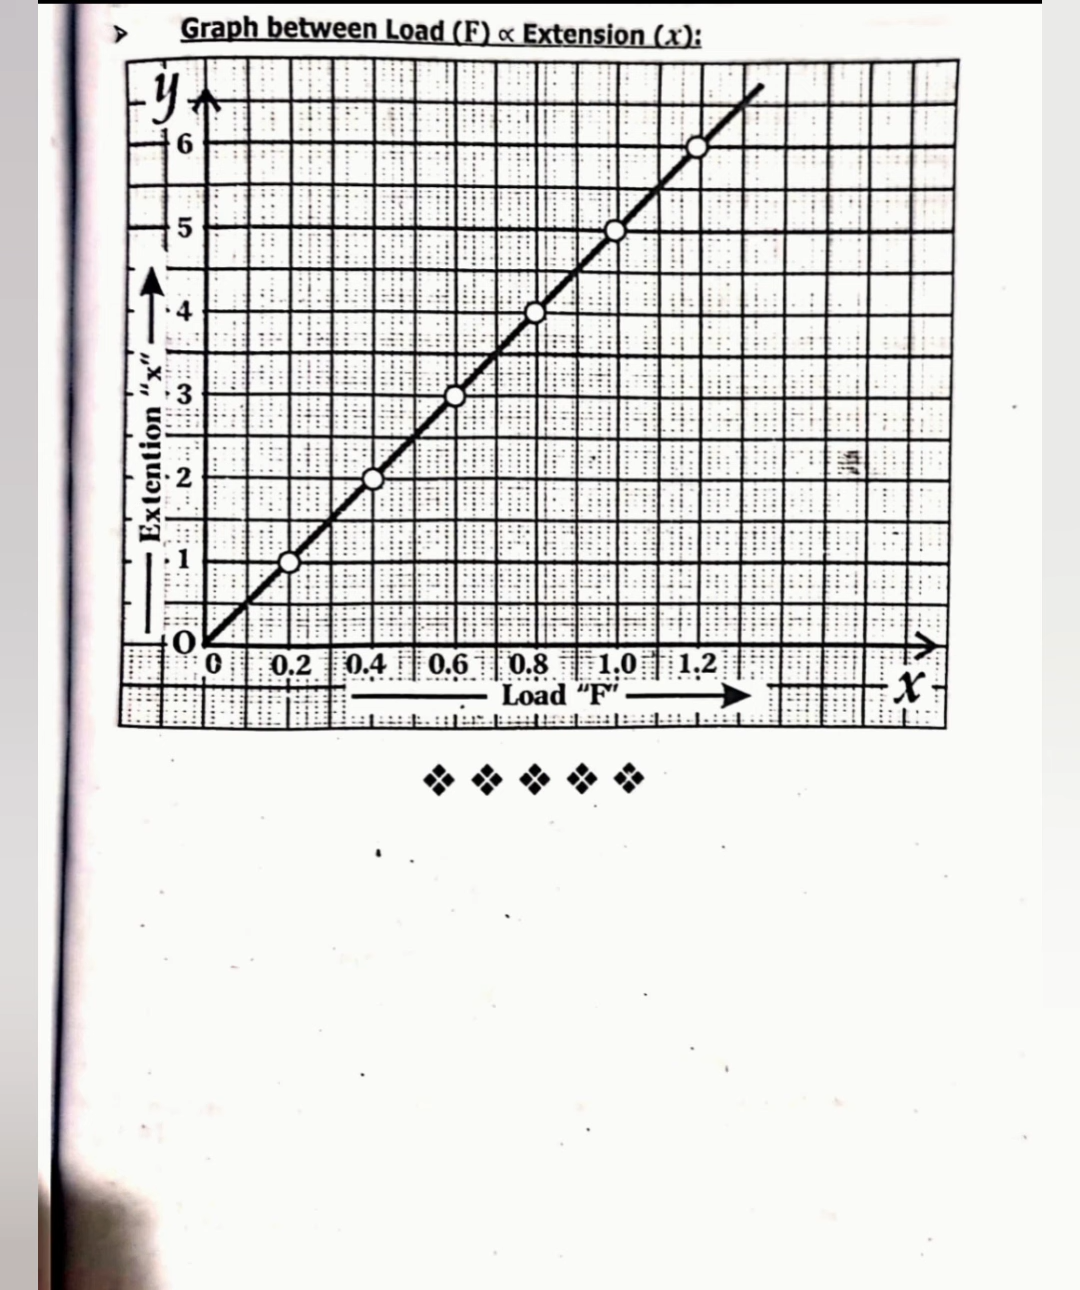 Graph between Load (F) ∝ Extension (x):
y
6
5
4
3
2
1
O
Extention "x"
0 0.2 0.4 0.6 0.8 1.0 1.2
Load "F"
x